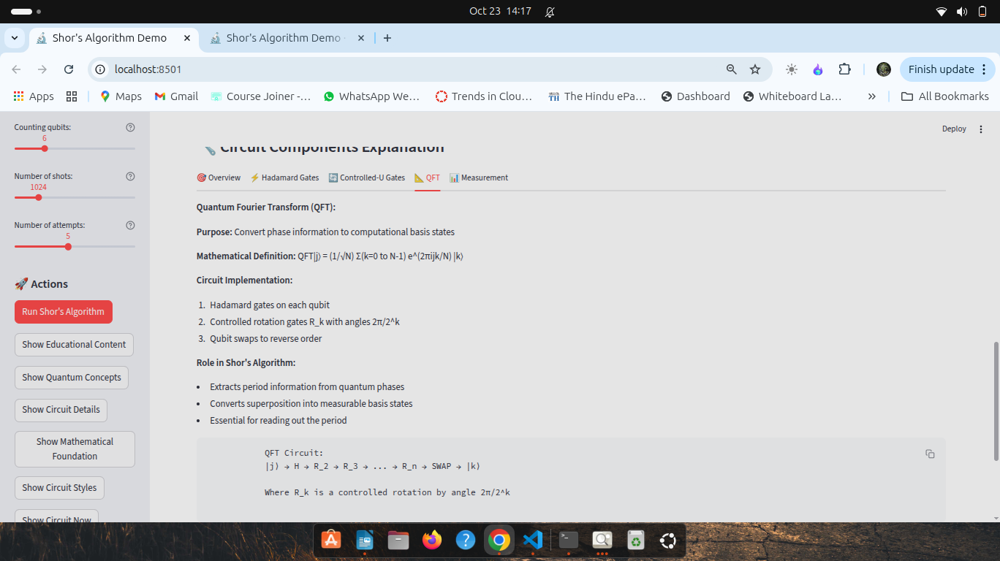 Oct 23 14:17
Shor's Algorithm Demo
Shor's Algorithm Demo
localhost:8501
Finish update
Apps
Maps
Gmail
Course Joiner -...
WhatsApp We...
Trends in Clou...
The Hindu ePa...
Dashboard
Whiteboard La...
All Bookmarks
Counting qubits:
6
Number of shots:
1024
Number of attempts:
5
🚀 Actions
Run Shor's Algorithm
Show Educational Content
Show Quantum Concepts
Show Circuit Details
Show Mathematical
Foundation
Show Circuit Styles
Show Circuit Now
Deploy
Circuit Components Explanation
🎯 Overview ⚡ Hadamard Gates 🔄 Controlled-U Gates 📐 QFT 📊 Measurement
Quantum Fourier Transform (QFT):
Purpose: Convert phase information to computational basis states
Mathematical Definition: QFT|j⟩ = (1/√N) Σ(k=0 to N-1) e^(2πijk/N) |k⟩
Circuit Implementation:
1. Hadamard gates on each qubit
2. Controlled rotation gates R_k with angles 2π/2^k
3. Qubit swaps to reverse order
Role in Shor's Algorithm:
• Extracts period information from quantum phases
• Converts superposition into measurable basis states
• Essential for reading out the period
QFT Circuit:
|j⟩ → H → R_2 → R_3 → ... → R_n → SWAP → |k⟩
Where R_k is a controlled rotation by angle 2π/2^k